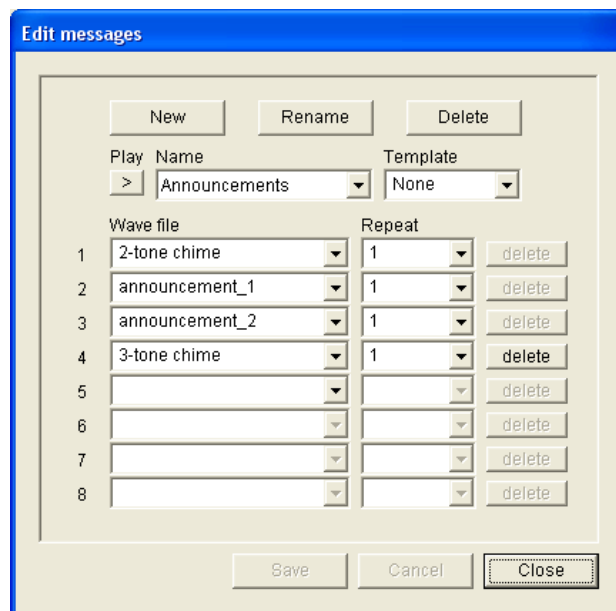 Edit messages
New Rename Delete
Play Name Template
> Announcements None
Wave file Repeat
1 2-tone chime 1 delete
2 announcement_1 1 delete
3 announcement_2 1 delete
4 3-tone chime 1 delete
5 delete
6 delete
7 delete
8 delete
Save Cancel Close